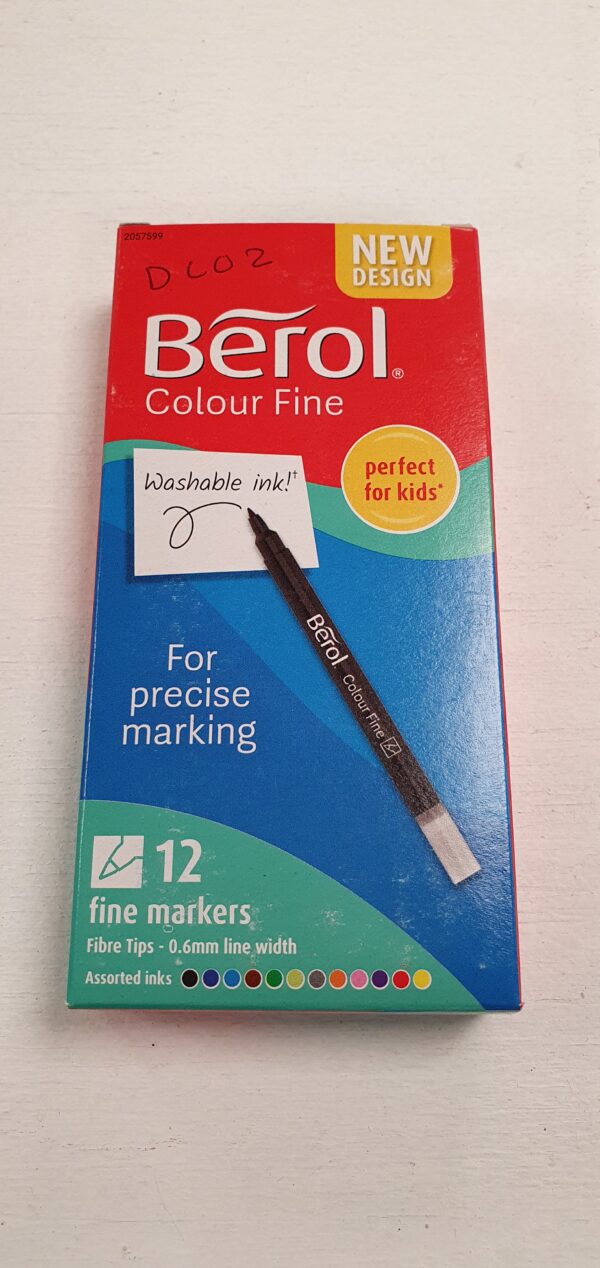 2057599
DC02
NEW
DESIGN
Berol®
Colour Fine
Washable ink!†
perfect
for kids*
Berol Colour Fine
For
precise
marking
12
fine markers
Fibre Tips - 0.6mm line width
Assorted inks